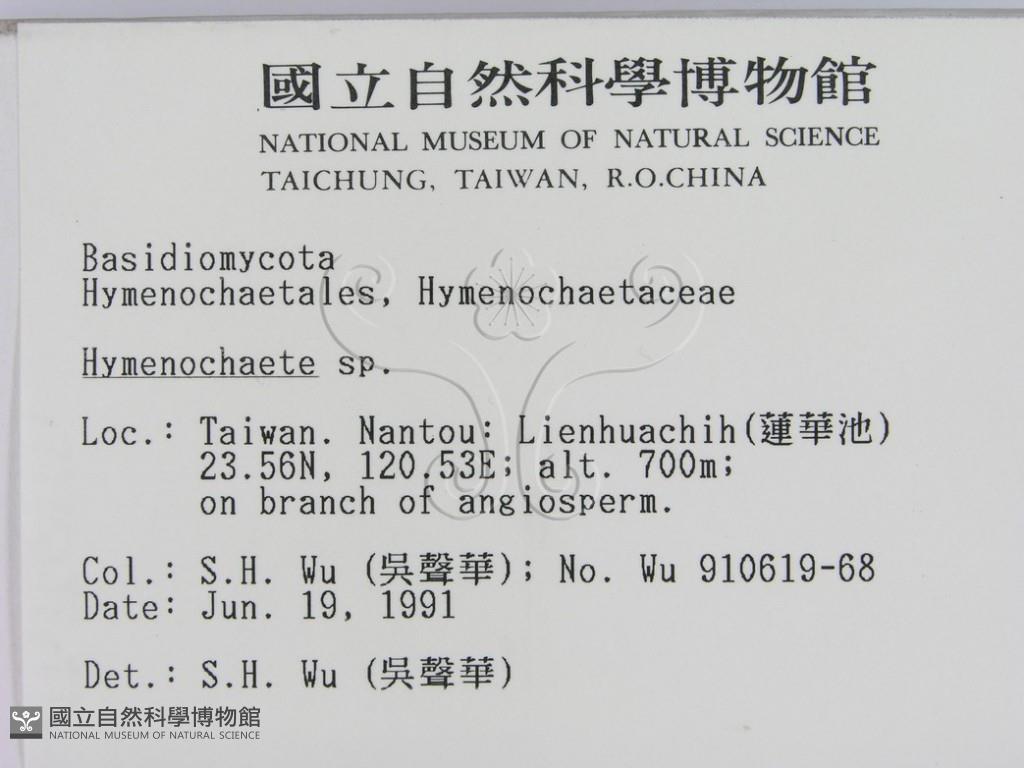 國立自然科學博物館
NATIONAL MUSEUM OF NATURAL SCIENCE
TAICHUNG, TAIWAN, R.O.CHINA
Basidiomycota
Hymenochaetales, Hymenochaetaceae
Hymenochaete sp.
Loc.: Taiwan. Nantou: Lienhuachih(蓮華池)
23.56N, 120.53E; alt. 700m;
on branch of angiosperm.
Col.: S.H. Wu (吳聲華); No. Wu 910619-68
Date: Jun. 19, 1991
Det.: S.H. Wu (吳聲華)
國立自然科學博物館
NATIONAL MUSEUM OF NATURAL SCIENCE